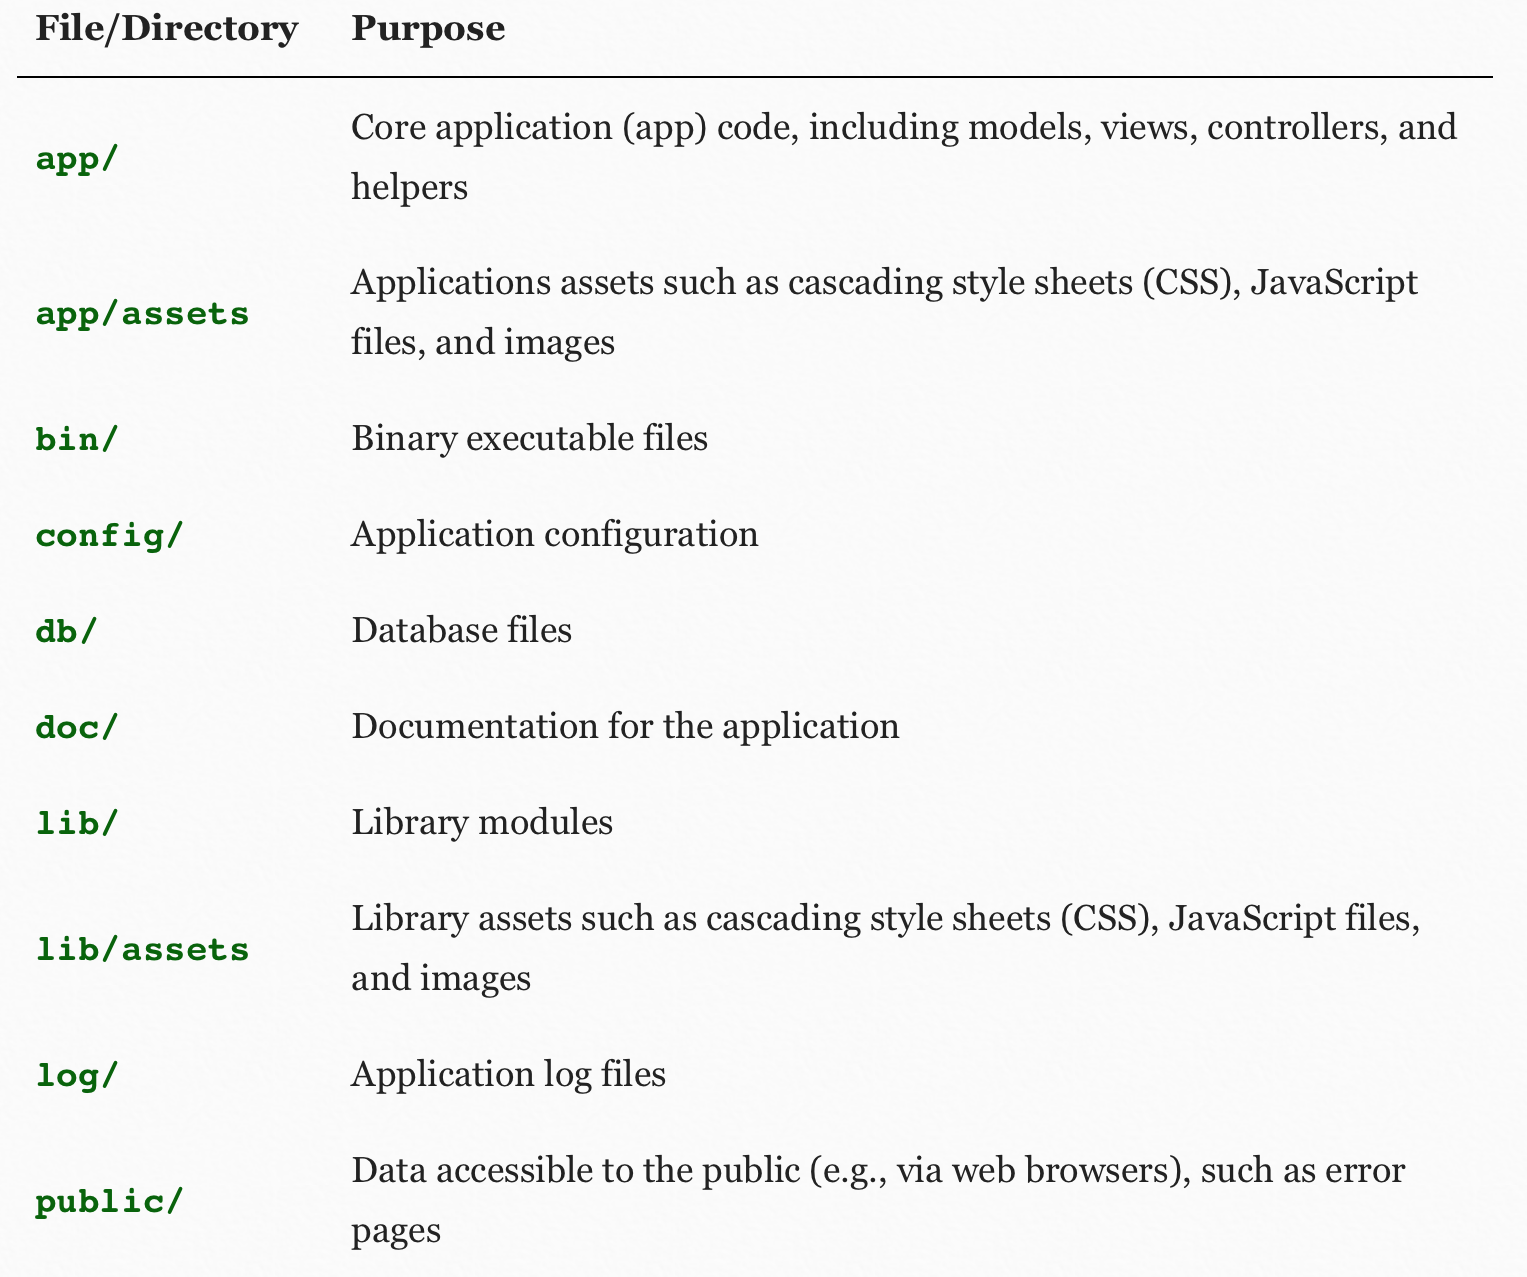 File/Directory Purpose
app/ Core application (app) code, including models, views, controllers, and
helpers
app/assets Applications assets such as cascading style sheets (CSS), JavaScript
files, and images
bin/ Binary executable files
config/ Application configuration
db/ Database files
doc/ Documentation for the application
lib/ Library modules
lib/assets Library assets such as cascading style sheets (CSS), JavaScript files,
and images
log/ Application log files
public/ Data accessible to the public (e.g., via web browsers), such as error
pages